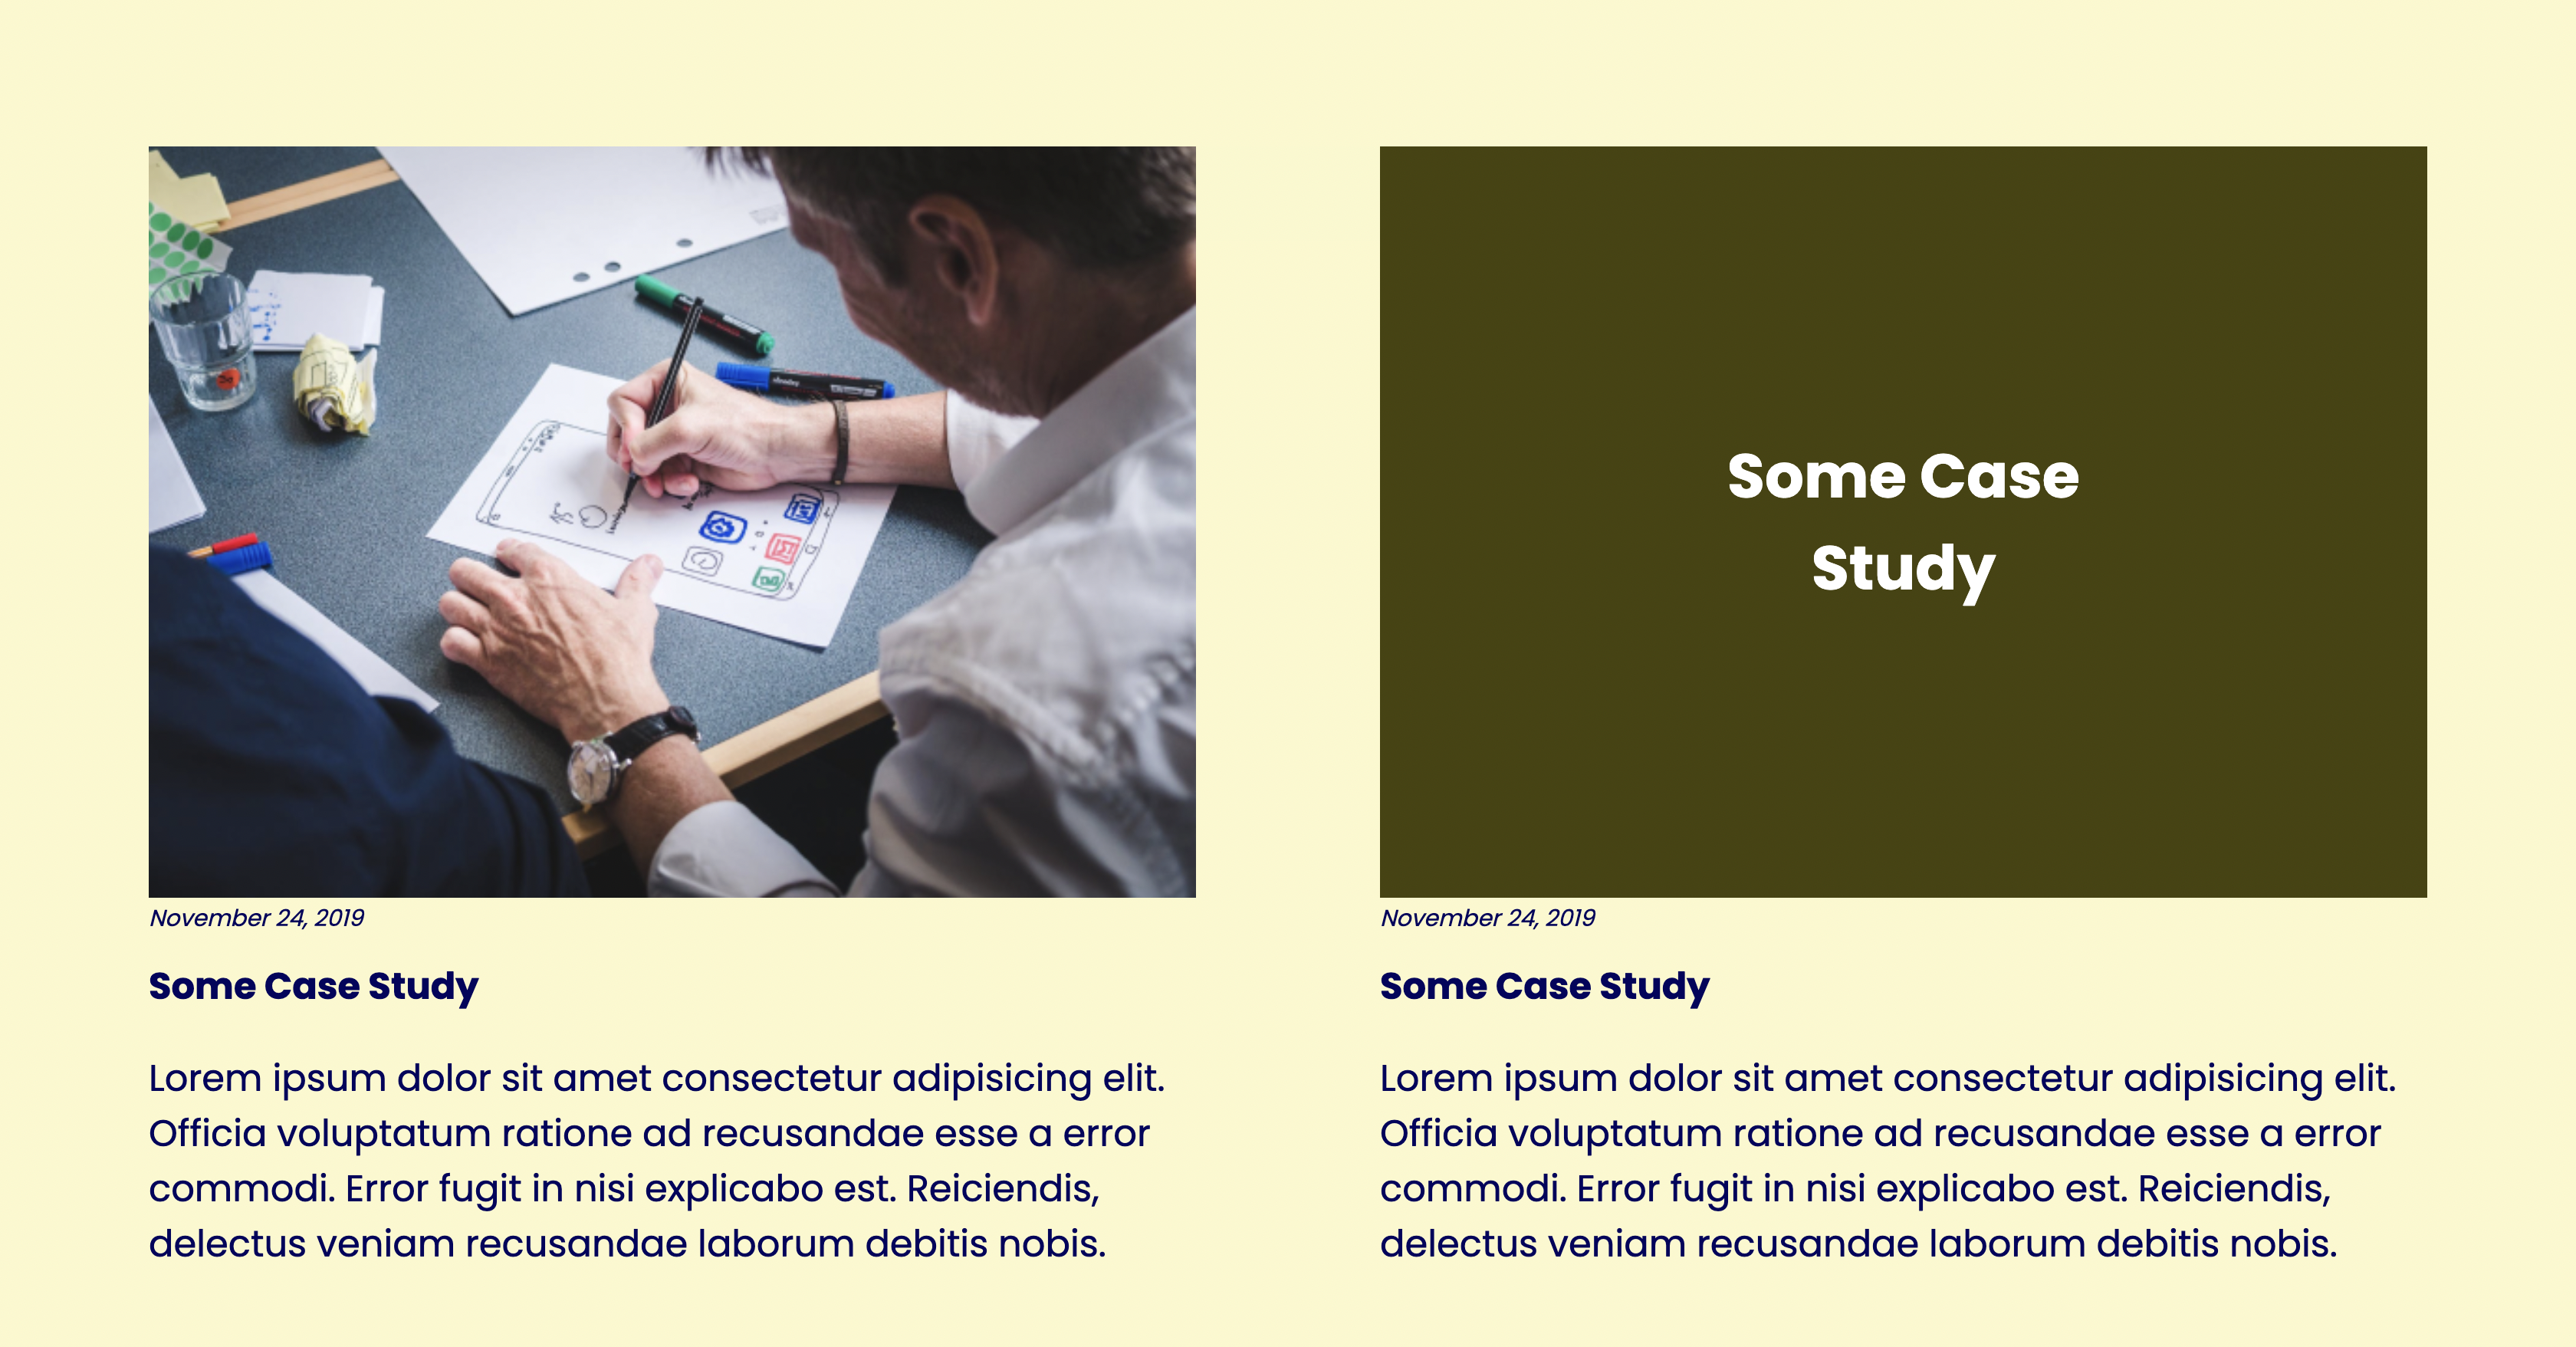 November 24, 2019
Some Case Study
Lorem ipsum dolor sit amet consectetur adipisicing elit.
Officia voluptatum ratione ad recusandae esse a error
commodi. Error fugit in nisi explicabo est. Reiciendis,
delectus veniam recusandae laborum debitis nobis.
Some Case
Study
November 24, 2019
Some Case Study
Lorem ipsum dolor sit amet consectetur adipisicing elit.
Officia voluptatum ratione ad recusandae esse a error
commodi. Error fugit in nisi explicabo est. Reiciendis,
delectus veniam recusandae laborum debitis nobis.